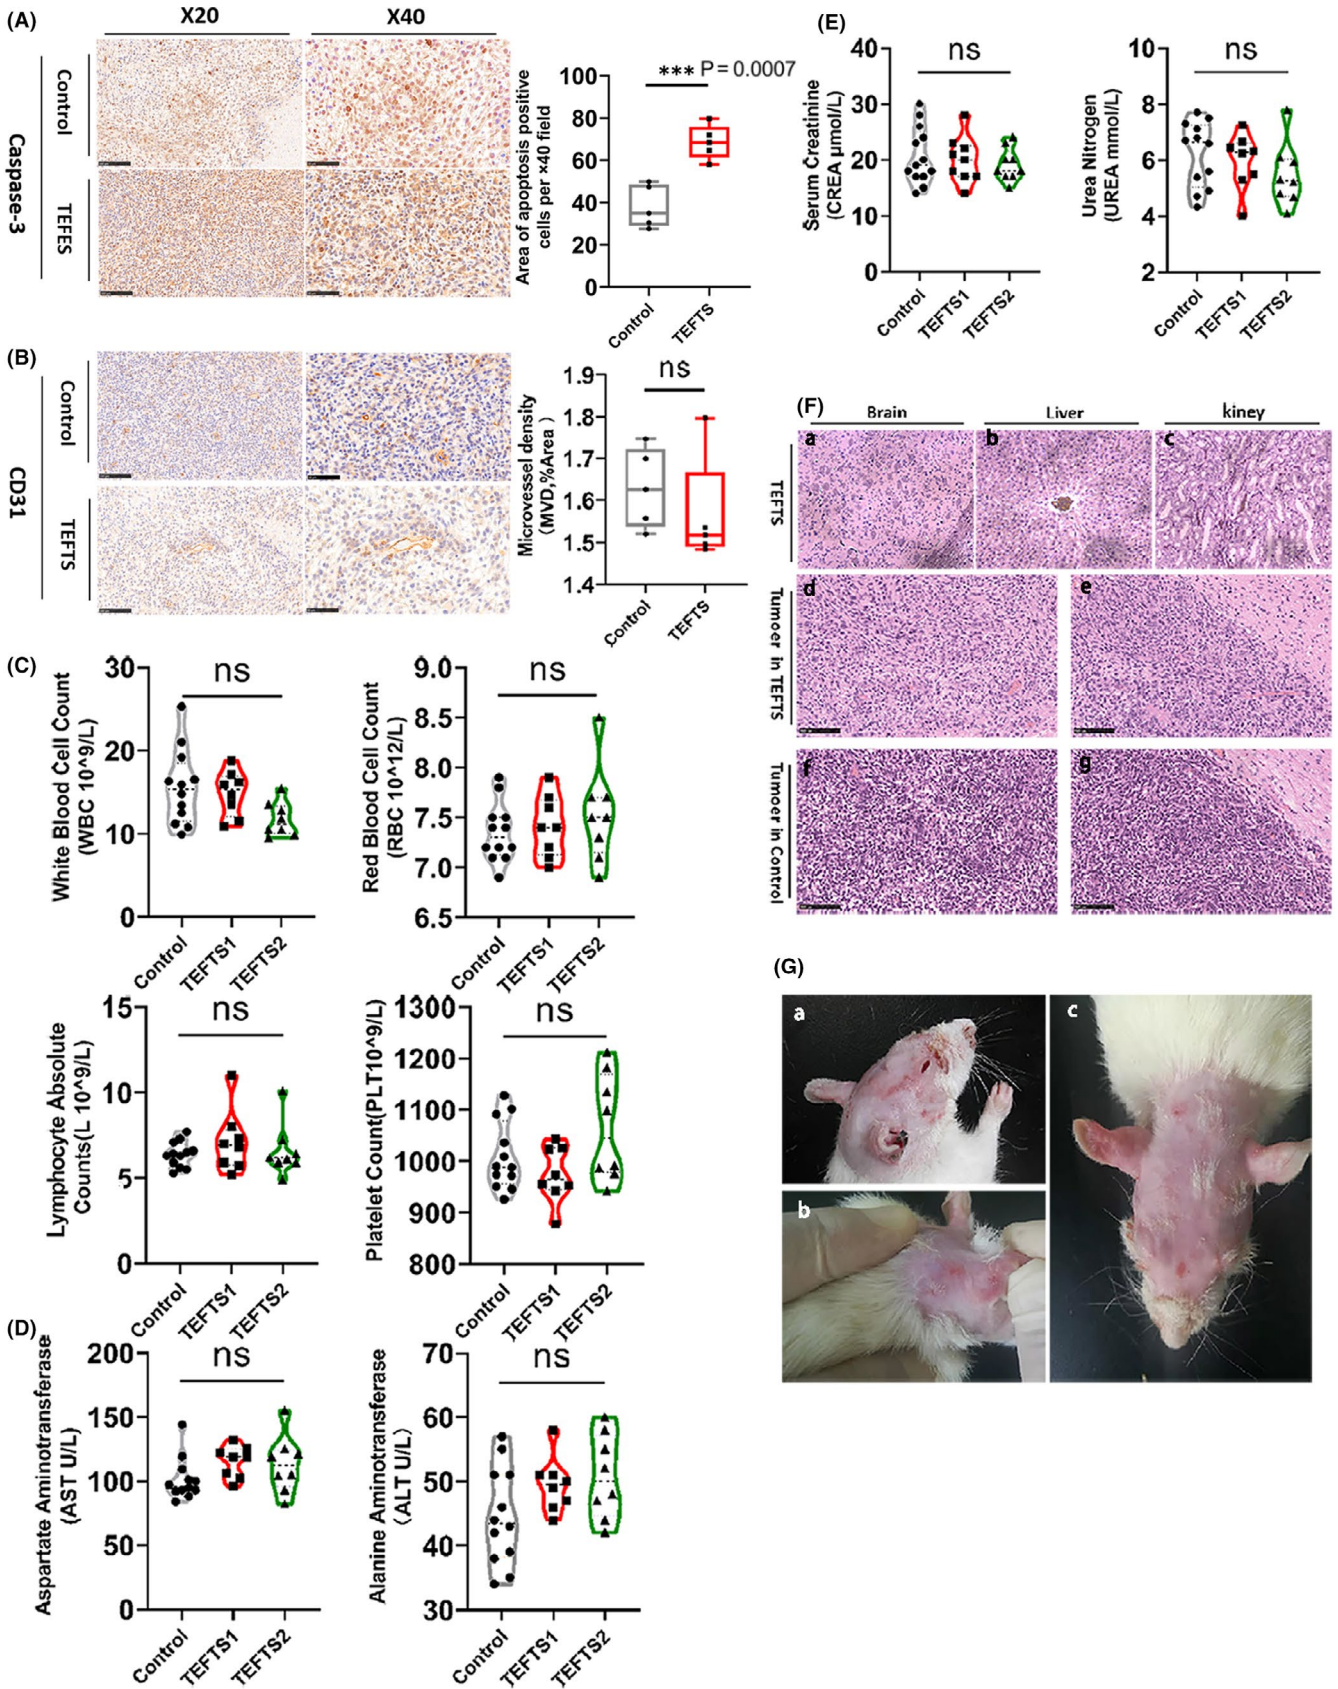 (A)
X20
X40
Caspase-3
Control
TEFES
Area of apoptosis positive
cells per ×40 field
*** P = 0.0007
100
80
60
40
20
0
Control
TEFTS
(B)
CD31
Control
TEFTS
Microvessel density
(MVD,%Area )
ns
1.9
1.8
1.7
1.6
1.5
1.4
Control
TEFTS
(C)
White Blood Cell Count
(WBC 10^9/L)
ns
30
20
10
0
Control
TEFTS1
TEFTS2
Red Blood Cell Count
(RBC 10^12/L)
ns
9.0
8.5
8.0
7.5
7.0
6.5
Control
TEFTS1
TEFTS2
Lymphocyte Absolute
Counts(L 10^9/L)
ns
15
10
5
0
Control
TEFTS1
TEFTS2
Platelet Count(PLT10^9/L)
ns
1300
1200
1100
1000
900
800
Control
TEFTS1
TEFTS2
(D)
Aspartate Aminotransferase
(AST U/L)
ns
200
150
100
50
0
Control
TEFTS1
TEFTS2
Alanine Aminotransferase
(ALT U/L)
ns
70
60
50
40
30
Control
TEFTS1
TEFTS2
(E)
Serum Creatinine
(CREA µmol/L)
ns
40
30
20
10
0
Control
TEFTS1
TEFTS2
Urea Nitrogen
(UREA mmol/L)
ns
10
8
6
4
2
Control
TEFTS1
TEFTS2
(F)
Brain
Liver
kiney
TEFTS
a
b
c
Tumoer in TEFTS
d
e
Tumoer in Control
f
g
(G)
a
b
c